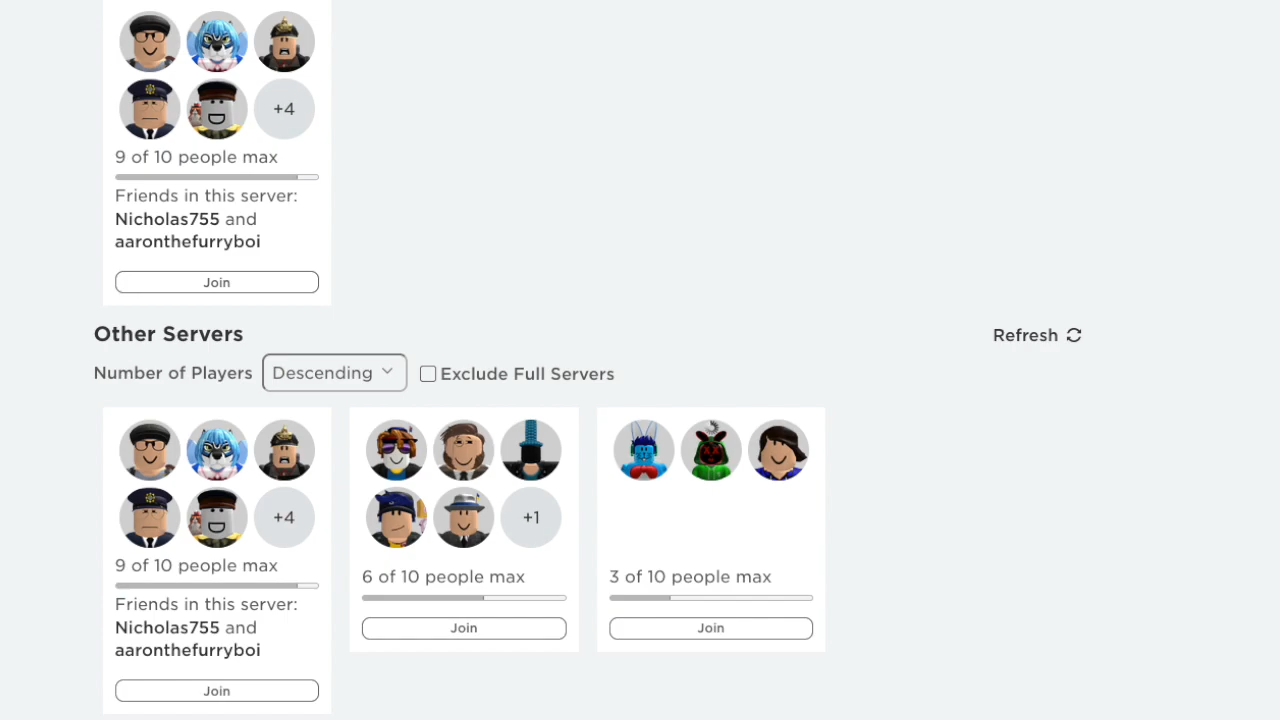 +4
9 of 10 people max
Friends in this server:
Nicholas755 and
aaronthefurryboi
Join
Other Servers
Refresh
Number of Players
Descending
Exclude Full Servers
+4
9 of 10 people max
Friends in this server:
Nicholas755 and
aaronthefurryboi
Join
+1
6 of 10 people max
Join
3 of 10 people max
Join